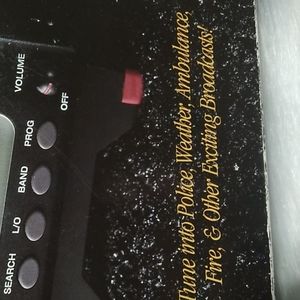 Tune into Police, Weather, Ambulance,
Fire, & Other Exciting Broadcasts!
VOLUME
OFF
PROG
BAND
L/O
SEARCH